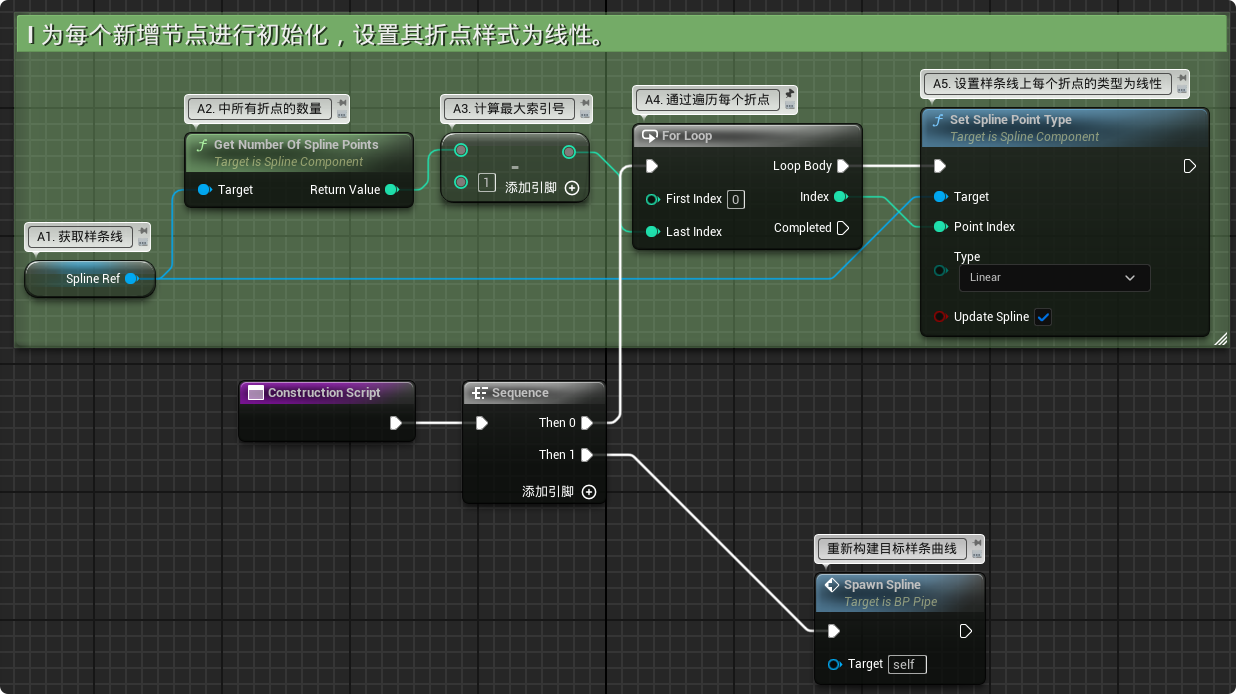 I 为每个新增节点进行初始化，设置其折点样式为线性。
A1. 获取样条线
Spline Ref
A2. 中所有折点的数量
Get Number Of Spline Points
Target is Spline Component
Target
Return Value
A3. 计算最大索引号
-
1
添加引脚
A4. 通过遍历每个折点
For Loop
Loop Body
First Index 0
Index
Last Index
Completed
A5. 设置样条线上每个折点的类型为线性
Set Spline Point Type
Target is Spline Component
Target
Point Index
Type
Linear
Update Spline
Construction Script
Sequence
Then 0
Then 1
添加引脚
重新构建目标样条曲线
Spawn Spline
Target is BP Pipe
Target self